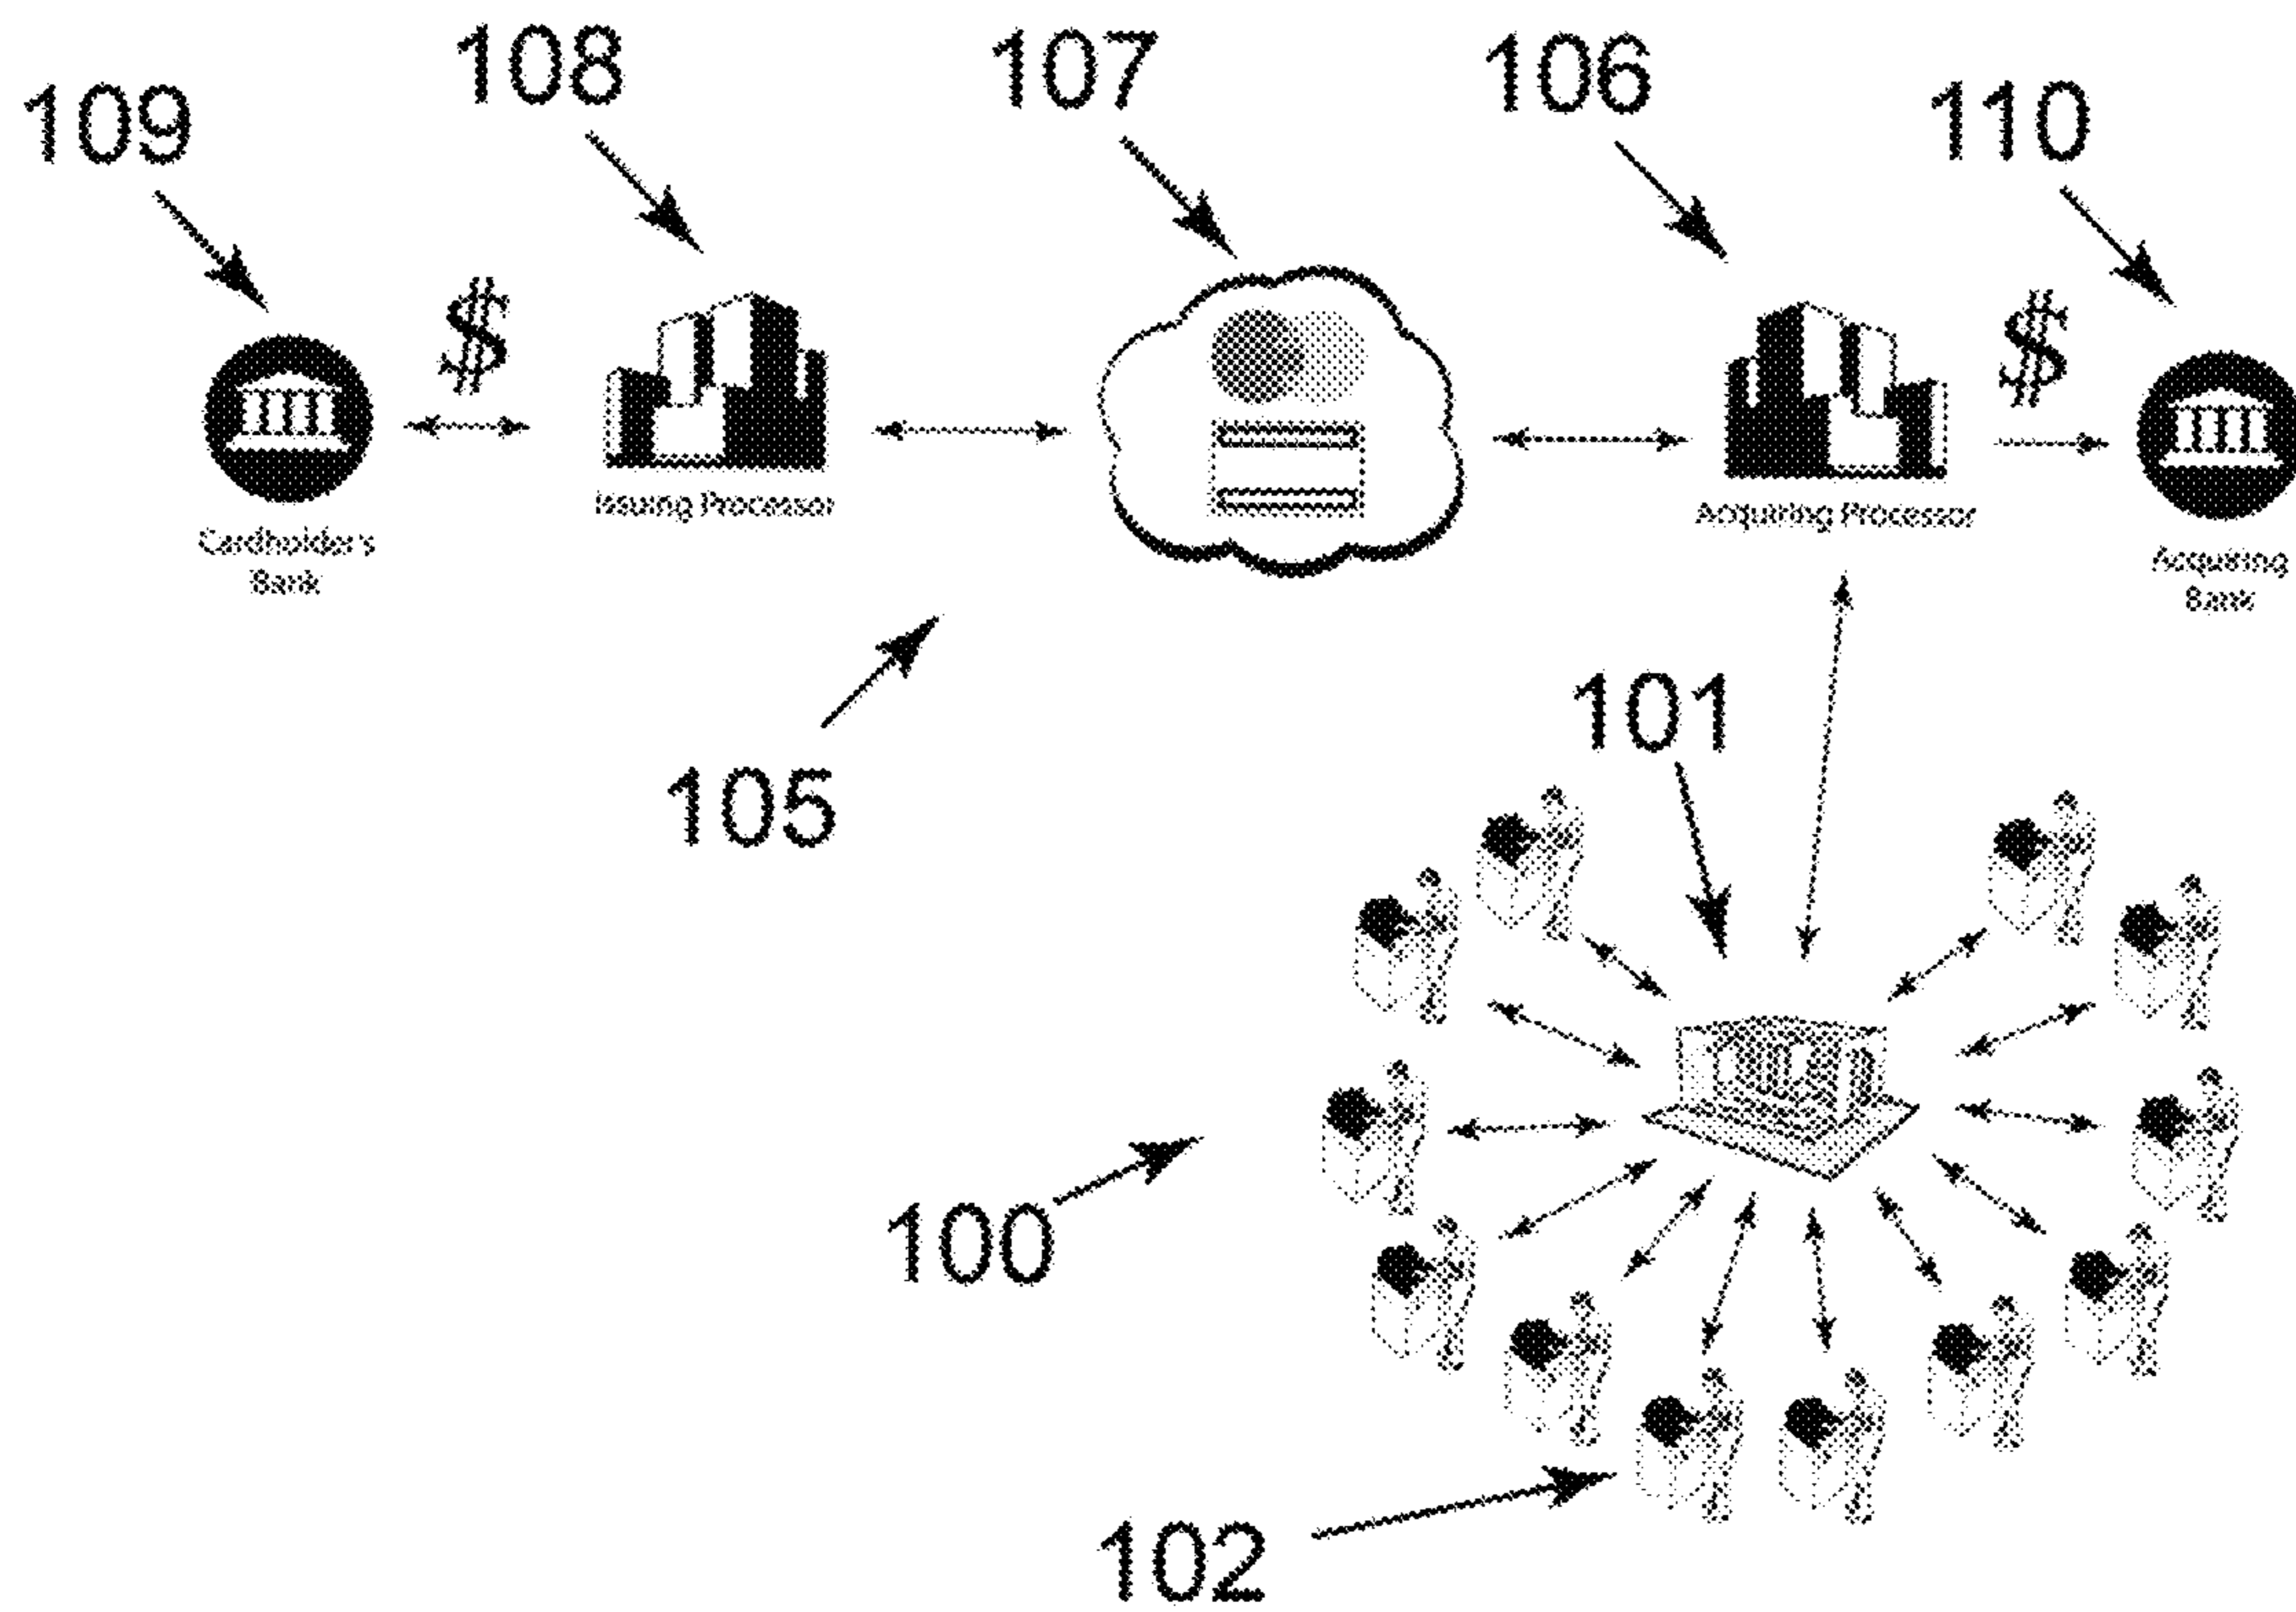 108
107
106
109
110
$
$
Issuing Processor
Acquiring Processor
Cardholder's
Bank
Acquiring
Bank
101
105
100
102